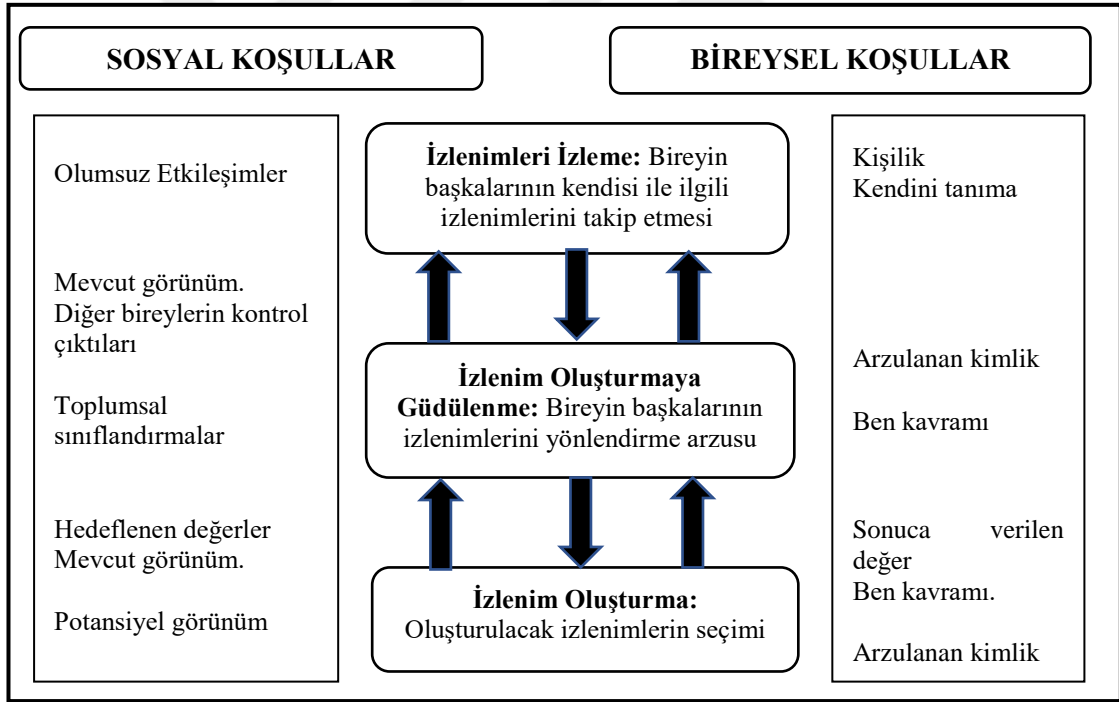 SOSYAL KOŞULLAR
BİREYSEL KOŞULLAR
Olumsuz Etkileşimler
Mevcut görünüm.
Diğer bireylerin kontrol
çıktıları
Toplumsal
sınıflandırmalar
Hedeflenen değerler
Mevcut görünüm.
Potansiyel görünüm
İzlenimleri İzleme: Bireyin
başkalarının kendisi ile ilgili
izlenimlerini takip etmesi
İzlenim Oluşturmaya
Güdülenme: Bireyin başkalarının
izlenimlerini yönlendirme arzusu
İzlenim Oluşturma:
Oluşturulacak izlenimlerin seçimi
Kişilik
Kendini tanıma
Arzulanan kimlik
Ben kavramı
Sonuca verilen
değer
Ben kavramı.
Arzulanan kimlik